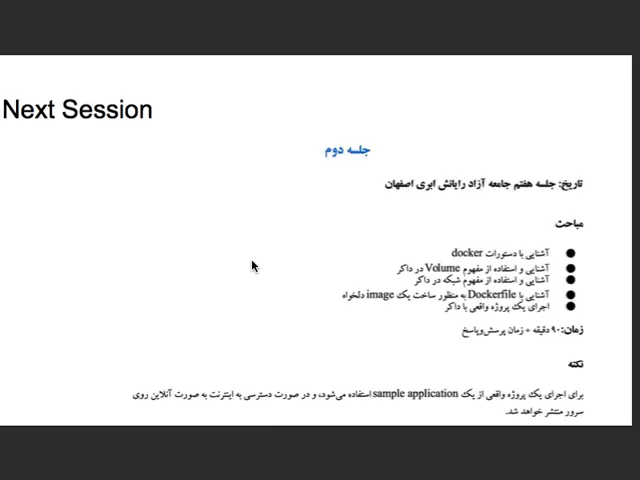 Next Session
جلسه دوم
تاریخ: جلسه هفتم جامعه آزاد رایانش ابری اصفهان
مباحث
● آشنایی با دستورات docker
● آشنایی و استفاده از مفهوم Volume در داکر
● آشنایی و استفاده از مفهوم شبکه در داکر
● آشنایی با Dockerfile به منظور ساخت یک image دلخواه
● اجرای یک پروژه واقعی با داکر
زمان: ۹۰ دقیقه + زمان پرسش‌وپاسخ
نکته
برای اجرای یک پروژه واقعی از یک sample application استفاده می‌شود، و در صورت دسترسی به اینترنت به صورت آنلاین روی
سرور منتشر خواهد شد.